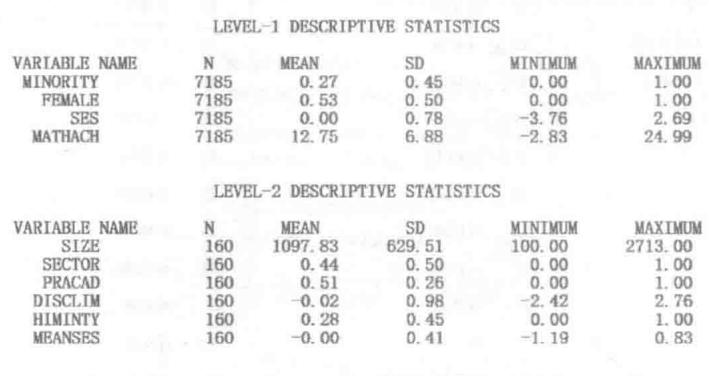 LEVEL-1 DESCRIPTIVE STATISTICS
VARIABLE NAME N MEAN SD MINIMUM MAXIMUM
MINORITY 7185 0.27 0.45 0.00 1.00
FEMALE 7185 0.53 0.50 0.00 1.00
SES 7185 0.00 0.78 -3.76 2.69
MATHACH 7185 12.75 6.88 -2.83 24.99
LEVEL-2 DESCRIPTIVE STATISTICS
VARIABLE NAME N MEAN SD MINIMUM MAXIMUM
SIZE 160 1097.83 629.51 100.00 2713.00
SECTOR 160 0.44 0.50 0.00 1.00
PRACAD 160 0.51 0.26 0.00 1.00
DISCLIM 160 -0.02 0.98 -2.42 2.76
HIMINTY 160 0.28 0.45 0.00 1.00
MEANSES 160 -0.00 0.41 -1.19 0.83